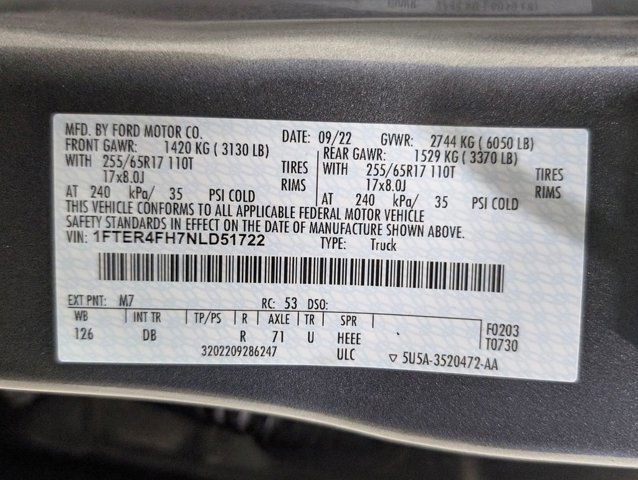 MFD. BY FORD MOTOR CO. DATE: 09/22 GVWR: 2744 KG ( 6050 LB)
FRONT GAWR: 1420 KG ( 3130 LB) REAR GAWR: 1529 KG ( 3370 LB)
WITH 255/65R17 110T TIRES WITH 255/65R17 110T TIRES
17x8.0J RIMS 17x8.0J RIMS
AT 240 kPa/ 35 PSI COLD AT 240 kPa/ 35 PSI COLD
THIS VEHICLE CONFORMS TO ALL APPLICABLE FEDERAL MOTOR VEHICLE
SAFETY STANDARDS IN EFFECT ON THE DATE OF MANUFACTURE SHOWN ABOVE.
VIN: 1FTER4FH7NLD51722 TYPE: Truck
EXT PNT: M7 RC: 53 DSO:
WB INT TR TP/PS R AXLE TR SPR F0203
126 DB R 71 U HEEE T0730
3202209286247 ULC ▽ 5U5A-3520472-AA